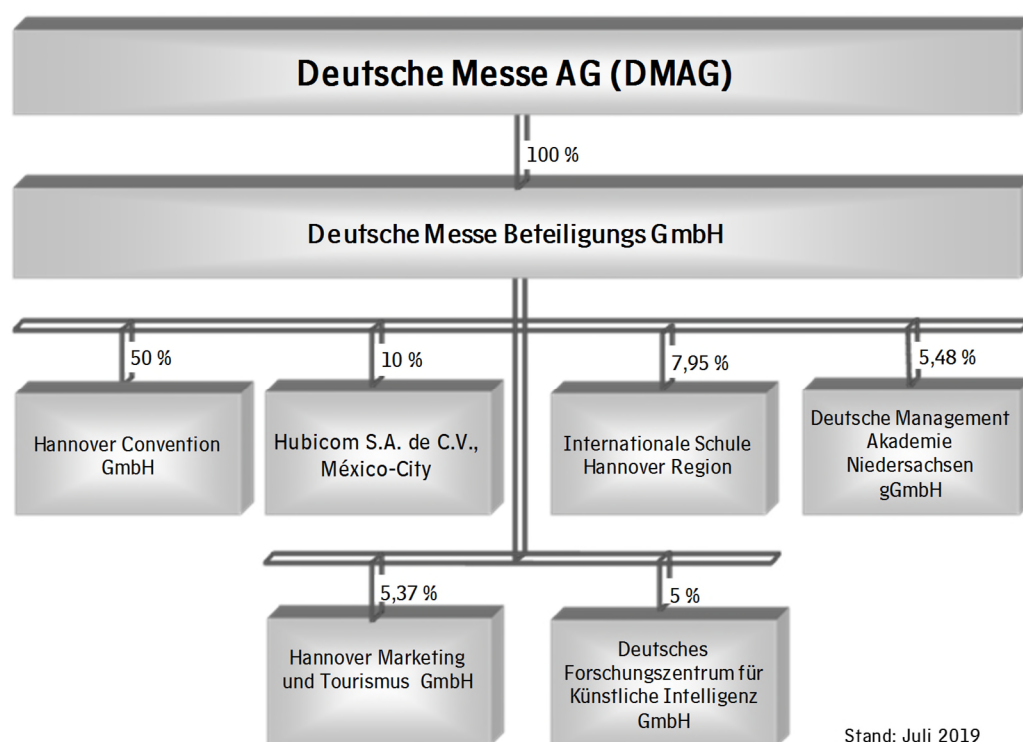 Deutsche Messe AG (DMAG)
100 %
Deutsche Messe Beteiligungs GmbH
50 %
10 %
7,95 %
5,48 %
Hannover Convention
GmbH
Hubicom S.A. de C.V.,
México-City
Internationale Schule
Hannover Region
Deutsche Management
Akademie
Niedersachsen
gGmbH
5,37 %
5 %
Hannover Marketing
und Tourismus GmbH
Deutsches
Forschungszentrum für
Künstliche Intelligenz
GmbH
Stand: Juli 2019